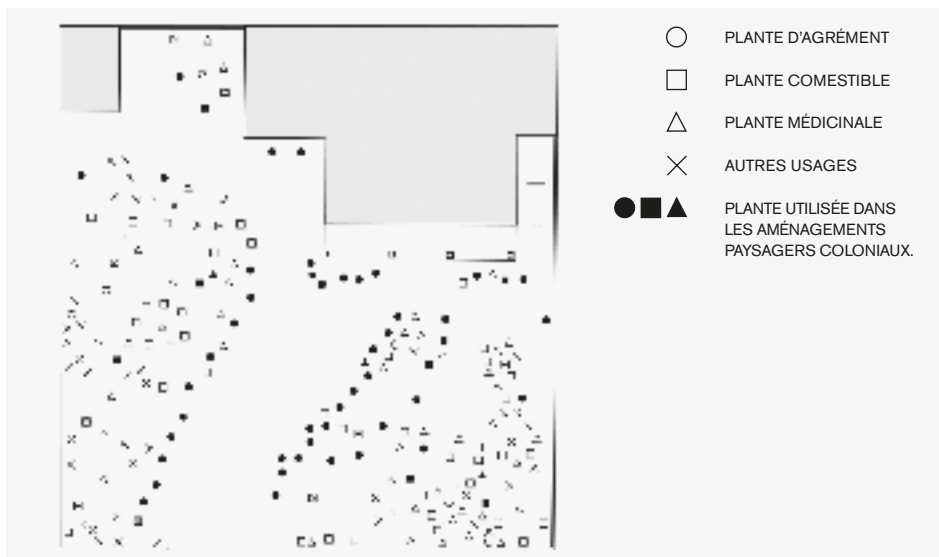 PLANTE D'AGRÉMENT
PLANTE COMESTIBLE
PLANTE MÉDICINALE
AUTRES USAGES
PLANTE UTILISÉE DANS
LES AMÉNAGEMENTS
PAYSAGERS COLONIAUX.